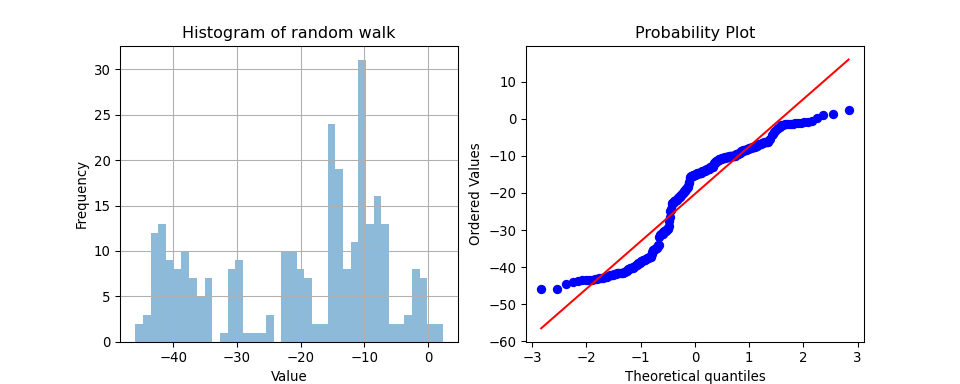 Histogram of random walk
Frequency
30
25
20
15
10
5
0
−40 −30 −20 −10 0
Value
Probability Plot
Ordered Values
10
0
−10
−20
−30
−40
−50
−60
−3 −2 −1 0 1 2 3
Theoretical quantiles